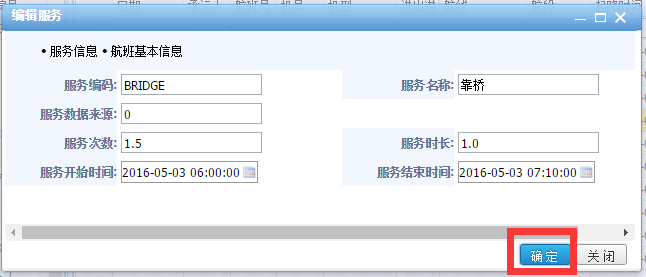 编辑服务
• 服务信息 • 航班基本信息
服务编码: BRIDGE 服务名称: 靠桥
服务数据来源: 0
服务次数: 1.5 服务时长: 1.0
服务开始时间: 2016-05-03 06:00:00 服务结束时间: 2016-05-03 07:10:00
确定 关闭